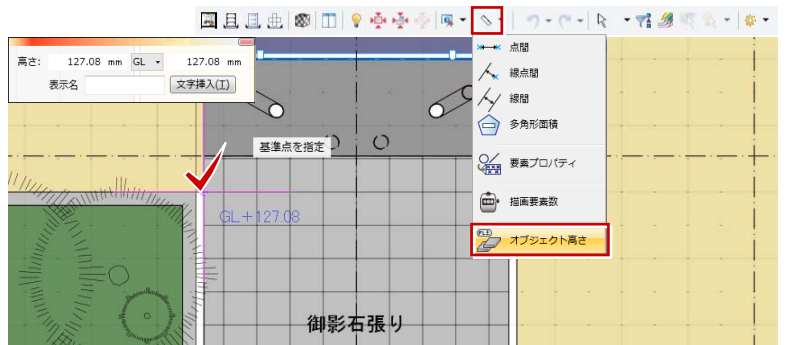 高さ: 127.08 mm GL 127.08 mm
表示名 文字挿入(T)
点間
線点間
線間
多角形面積
要素プロパティ
描画要素数
オブジェクト高さ
基準点を指定
GL+127.08
御影石張り